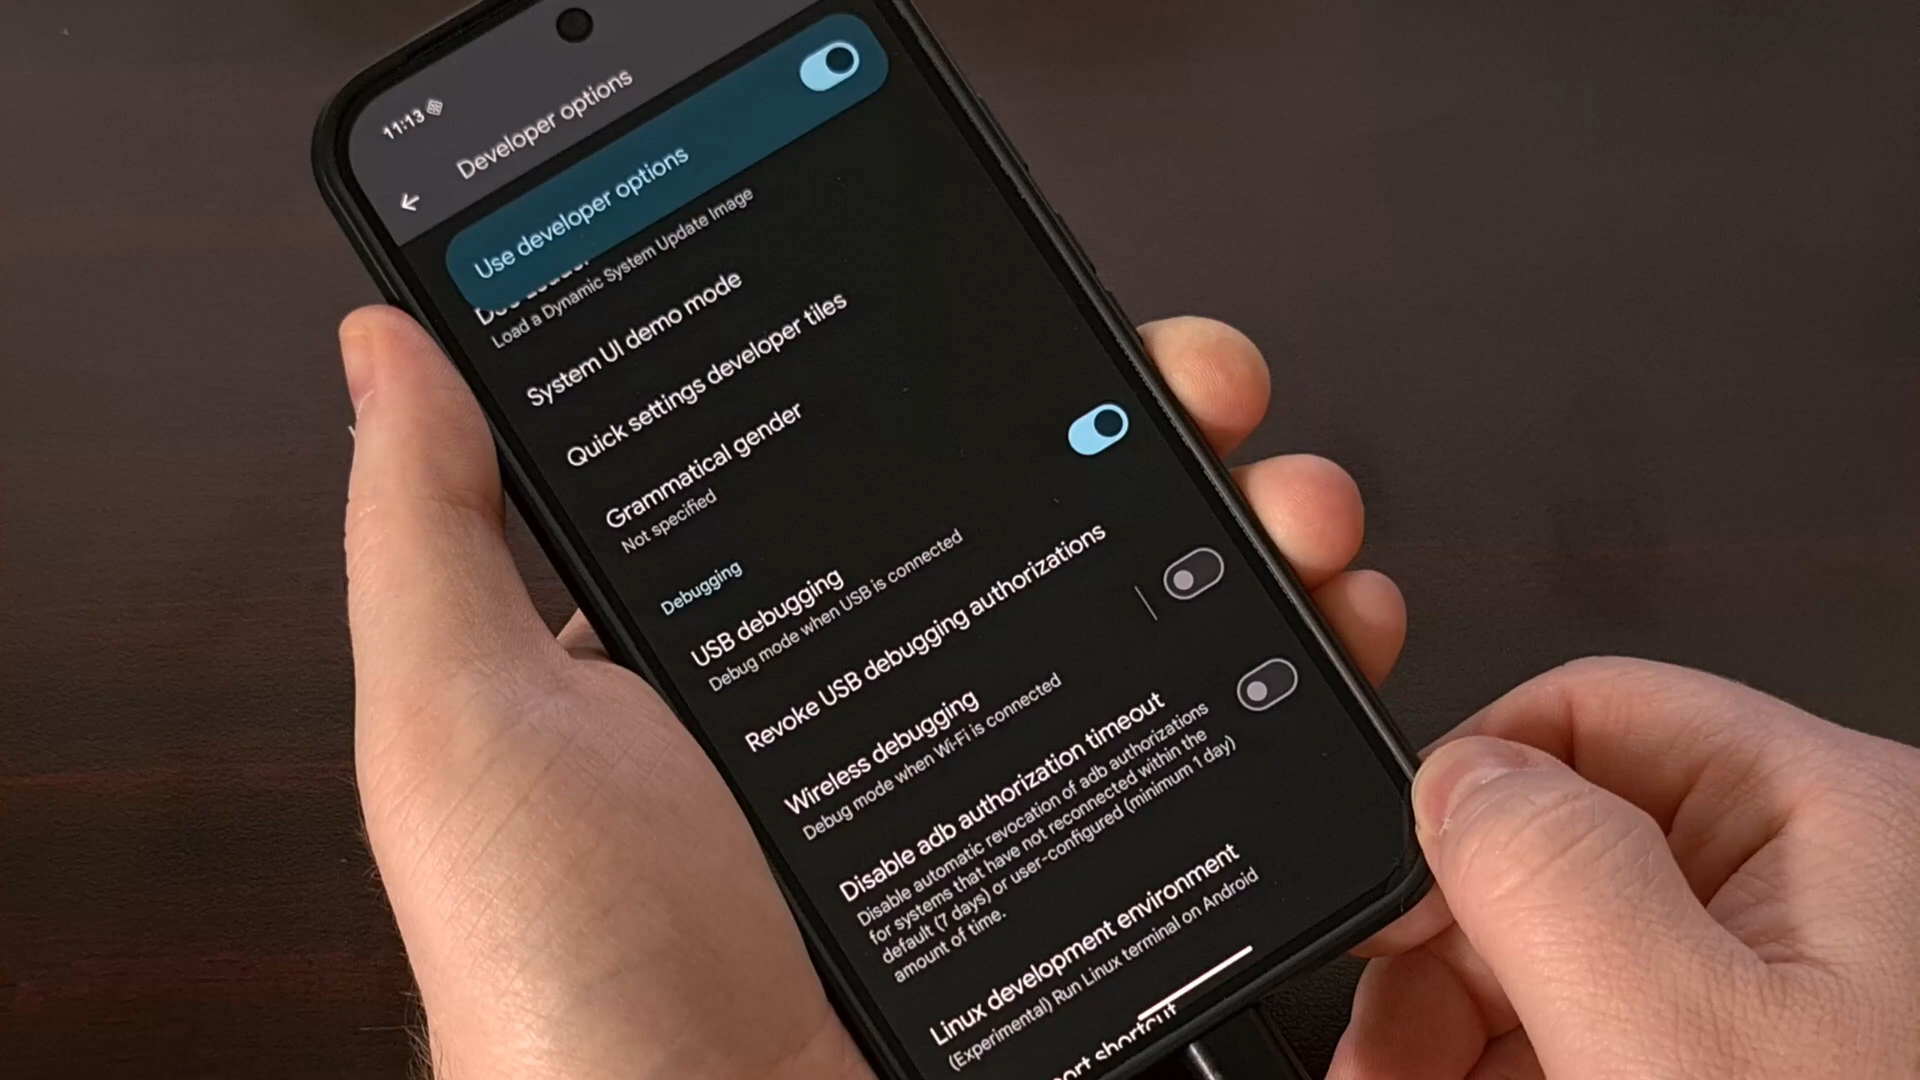 11:13
Developer options
Use developer options
Load a Dynamic System Update Image
System UI demo mode
Quick settings developer tiles
Grammatical gender
Not specified
Debugging
USB debugging
Debug mode when USB is connected
Revoke USB debugging authorizations
Wireless debugging
Debug mode when Wi-Fi is connected
Disable adb authorization timeout
Disable automatic revocation of adb authorizations
for systems that have not reconnected within the
default (7 days) or user-configured (minimum 1 day)
amount of time.
Linux development environment
(Experimental) Run Linux terminal on Android
shortcut